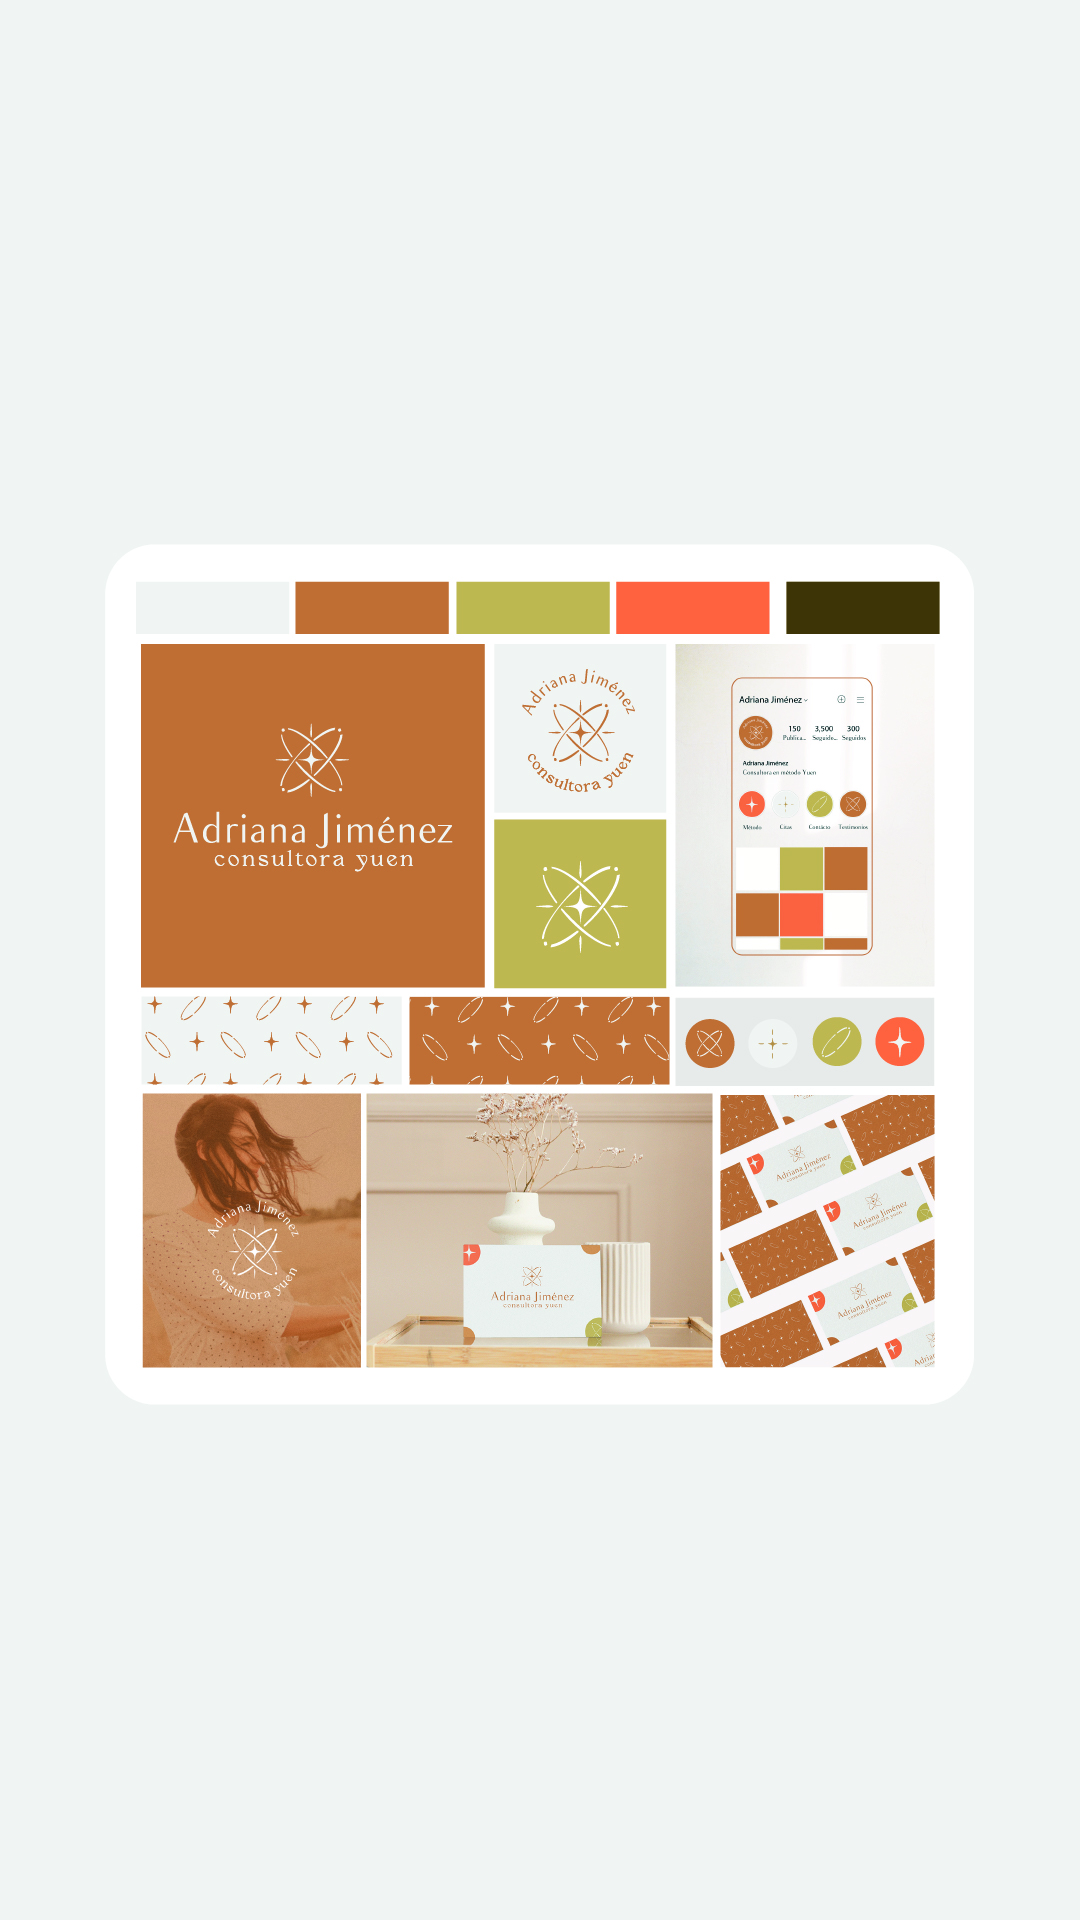 Adriana Jiménez
consultora yuen
Adriana Jiménez
consultora yuen
Adriana Jiménez
150 3,500 300
Publica... Seguido... Seguidos
Adriana Jiménez
Consultora en método Yuen
Método Citas Contácto Testimonios
Adriana Jiménez
consultora yuen
Adriana Jiménez
consultora yuen
Adriana Jiménez
consultora yuen
Adriana Jiménez
consultora yuen
Adriana Jiménez
consultora yuen